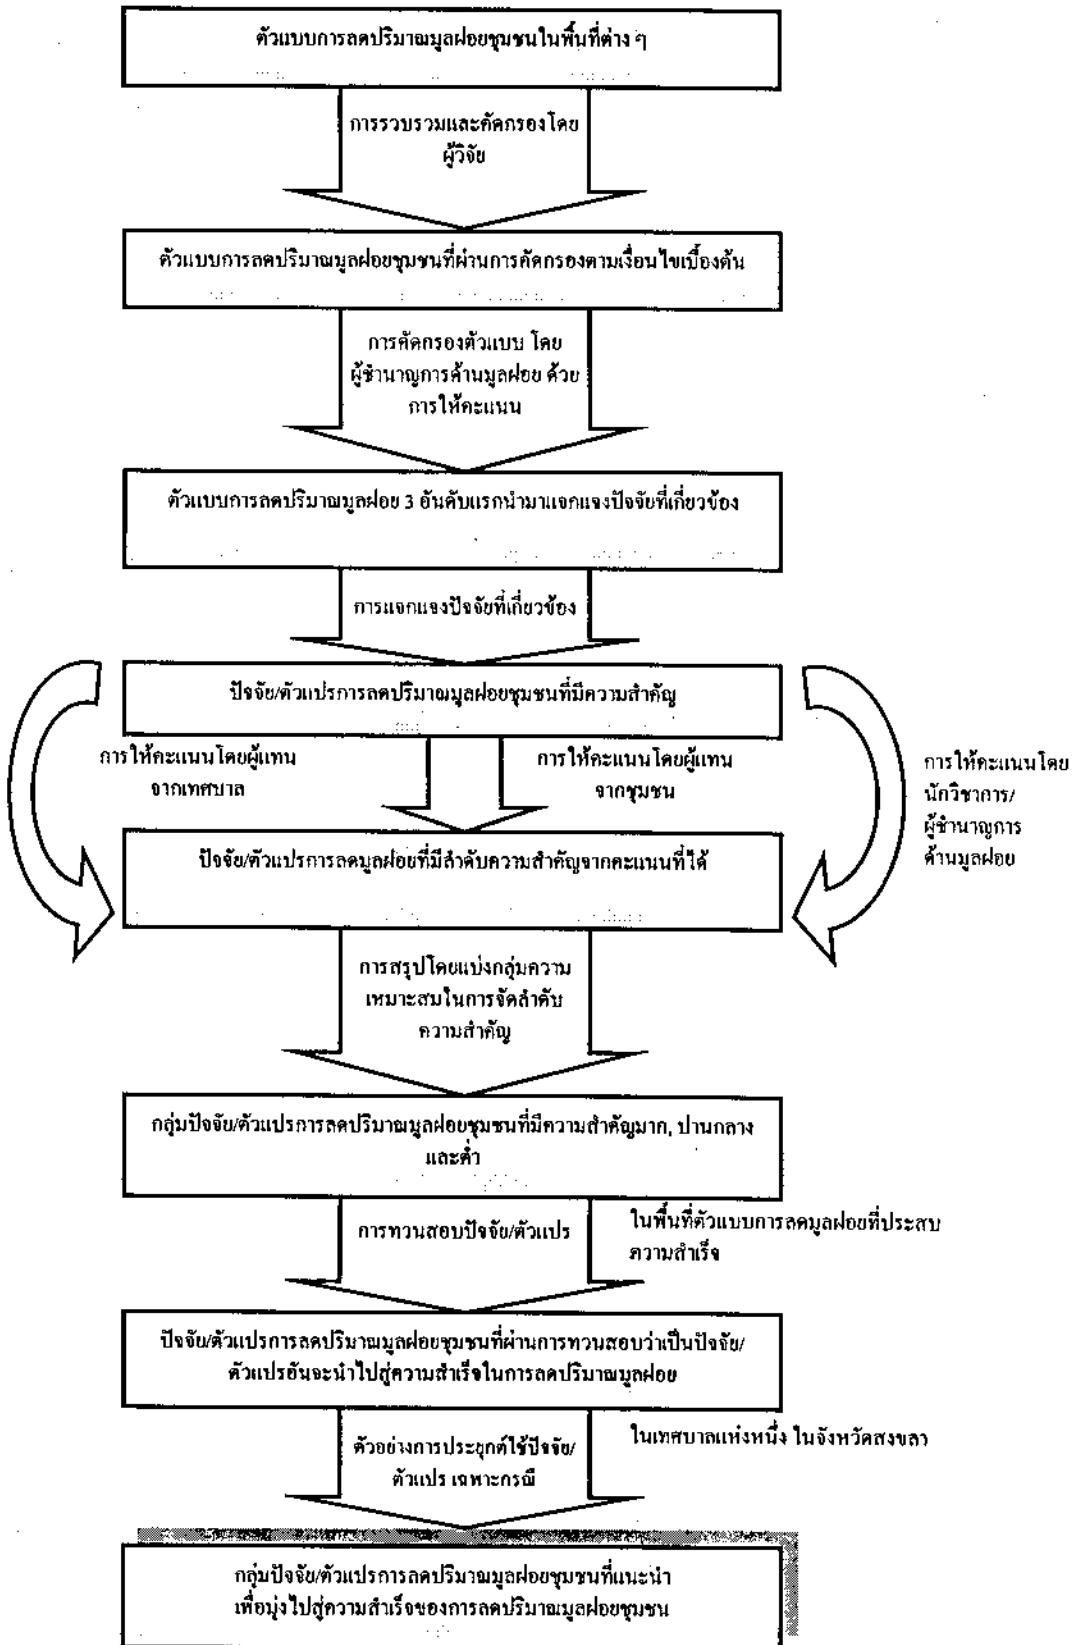 ตัวแบบการลดปริมาณมูลฝอยชุมชนในพื้นที่ต่าง ๆ
การรวบรวมและคัดกรองโดย
ผู้วิจัย
ตัวแบบการลดปริมาณมูลฝอยชุมชนที่ผ่านการคัดกรองตามเงื่อนไขเบื้องต้น
การคัดกรองตัวแบบ โดย
ผู้ชำนาญการด้านมูลฝอย ด้วย
การให้คะแนน
ตัวแบบการลดปริมาณมูลฝอย 3 อันดับแรกนำมาแจกแจงปัจจัยที่เกี่ยวข้อง
การแจกแจงปัจจัยที่เกี่ยวข้อง
ปัจจัย/ตัวแปรการลดปริมาณมูลฝอยชุมชนที่มีความสำคัญ
การให้คะแนนโดยผู้แทน
จากเทศบาล
การให้คะแนนโดยผู้แทน
จากชุมชน
การให้คะแนนโดย
นักวิชาการ/
ผู้ชำนาญการ
ด้านมูลฝอย
ปัจจัย/ตัวแปรการลดมูลฝอยที่มีลำดับความสำคัญจากคะแนนที่ได้
การสรุปโดยแบ่งกลุ่มความ
เหมาะสมในการจัดลำดับ
ความสำคัญ
กลุ่มปัจจัย/ตัวแปรการลดปริมาณมูลฝอยชุมชนที่มีความสำคัญมาก, ปานกลาง
และต่ำ
การทวนสอบปัจจัย/ตัวแปร
ในพื้นที่ตัวแบบการลดมูลฝอยที่ประสบ
ความสำเร็จ
ปัจจัย/ตัวแปรการลดปริมาณมูลฝอยชุมชนที่ผ่านการทวนสอบว่าเป็นปัจจัย/
ตัวแปรอันจะนำไปสู่ความสำเร็จในการลดปริมาณมูลฝอย
ตัวอย่างการประยุกต์ใช้ปัจจัย/
ตัวแปร เฉพาะกรณี
ในเทศบาลแห่งหนึ่ง ในจังหวัดสงขลา
กลุ่มปัจจัย/ตัวแปรการลดปริมาณมูลฝอยชุมชนที่แนะนำ
เพื่อมุ่งไปสู่ความสำเร็จของการลดปริมาณมูลฝอยชุมชน